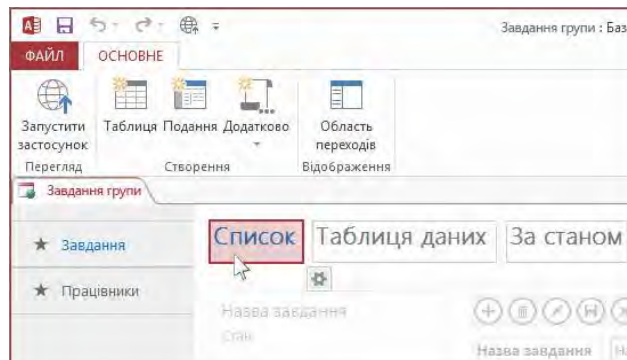 Завдання групи : Баз
ФАЙЛ ОСНОВНЕ
Запустити застосунок Таблиця Подання Додатково Область переходів
Перегляд Створення Відображення
Завдання групи
Завдання Список Таблиця даних За станом
Працівники
Назва завдання
Стан
Назва завдання